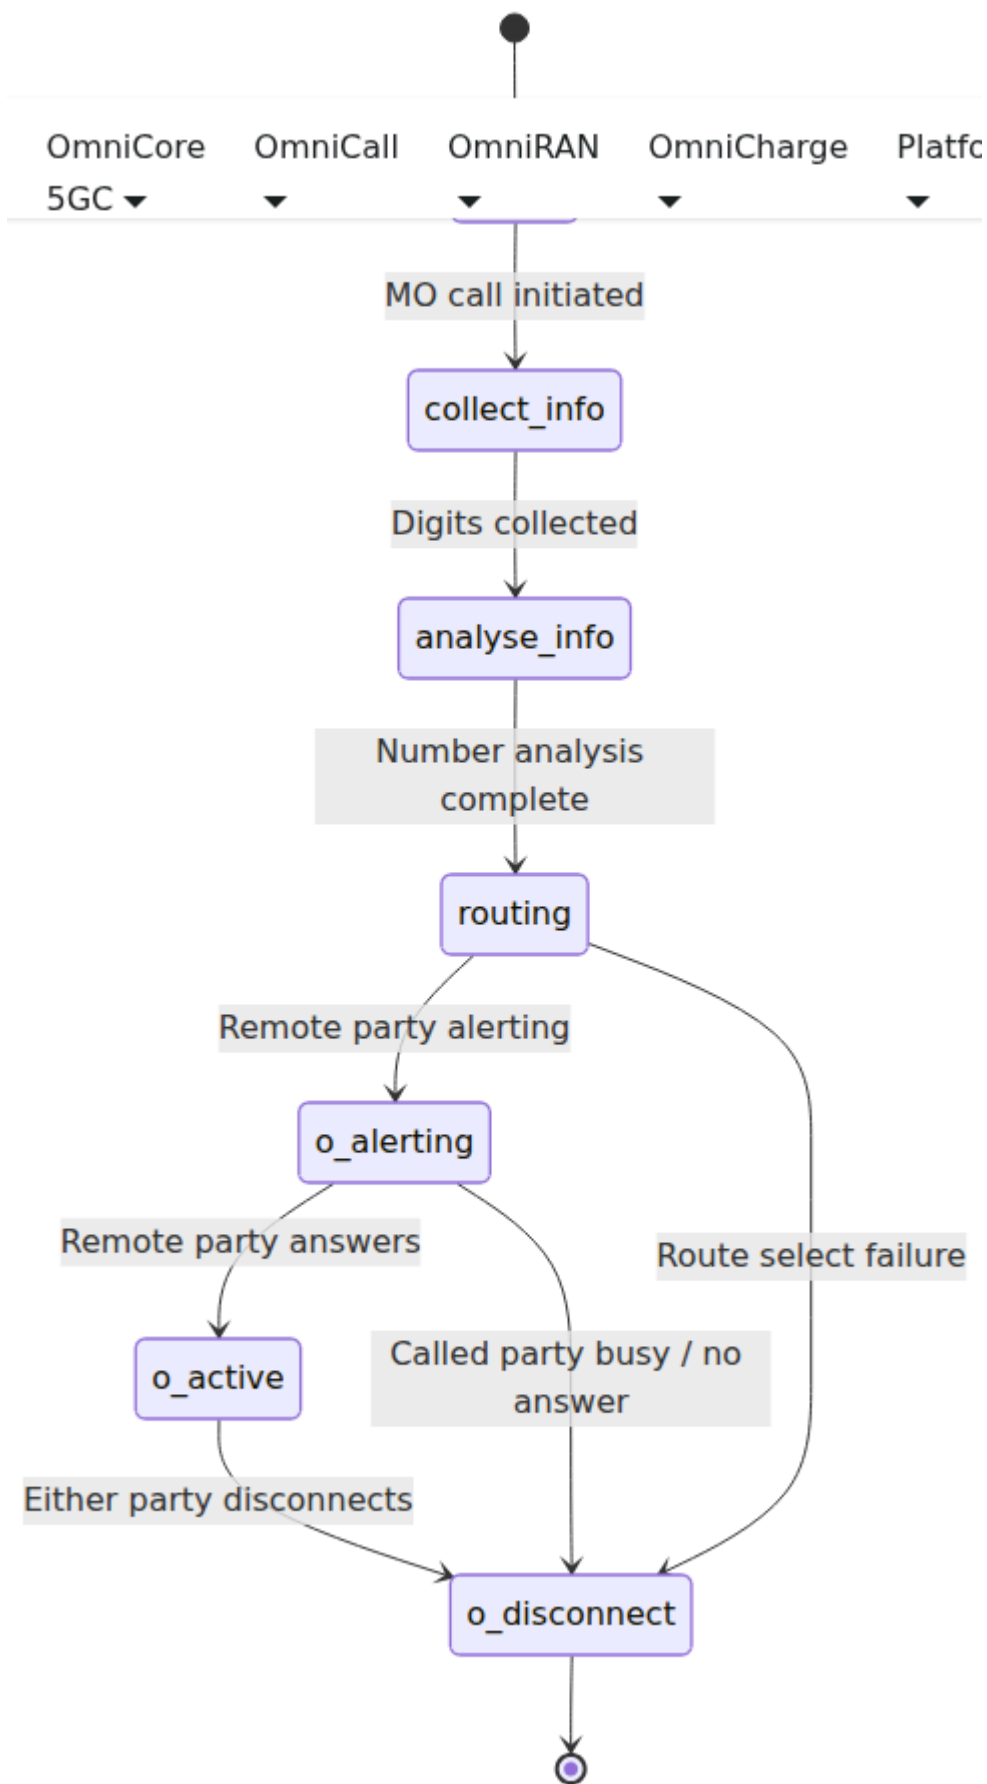 OmniCore OmniCall OmniRAN OmniCharge
5GC
MO call initiated
collect_info
Digits collected
analyse_info
Number analysis
complete
routing
Remote party alerting
o_alerting
Remote party answers
Route select failure
Called party busy / no
answer
o_active
Either party disconnects
o_disconnect